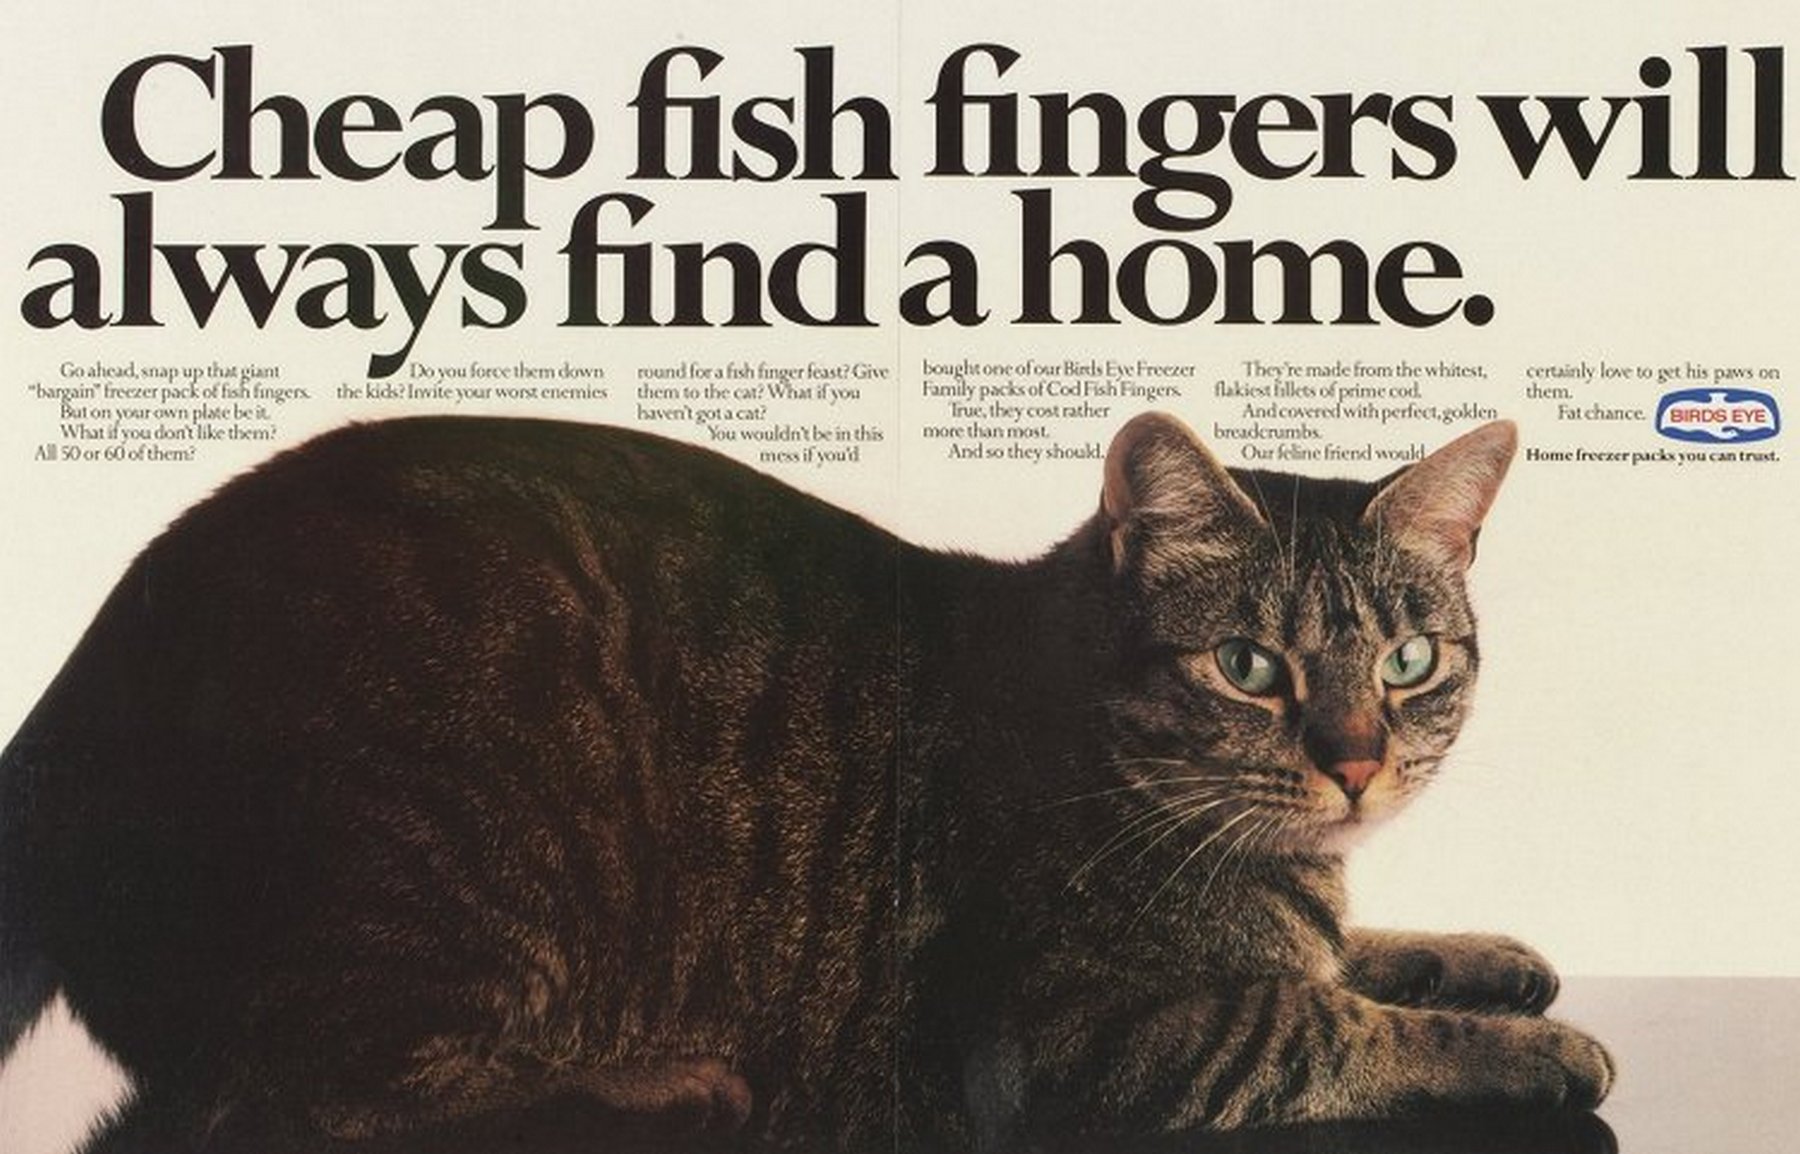 Cheap fish fingers will
always find a home.
Go ahead, snap up that giant
“bargain” freezer pack of fish fingers.
But on your own plate be it.
What if you don't like them?
All 50 or 60 of them?
Do you force them down
the kids? Invite your worst enemies
round for a fish finger feast? Give
them to the cat? What if you
haven't got a cat?
You wouldn't be in this
mess if you'd
bought one of our Birds Eye Freezer
Family packs of Cod Fish Fingers.
True, they cost rather
more than most.
And so they should.
They're made from the whitest,
flakiest fillets of prime cod.
And covered with perfect, golden
breadcrumbs.
Our feline friend would
certainly love to get his paws on
them.
Fat chance.
BIRDS EYE
Home freezer packs you can trust.